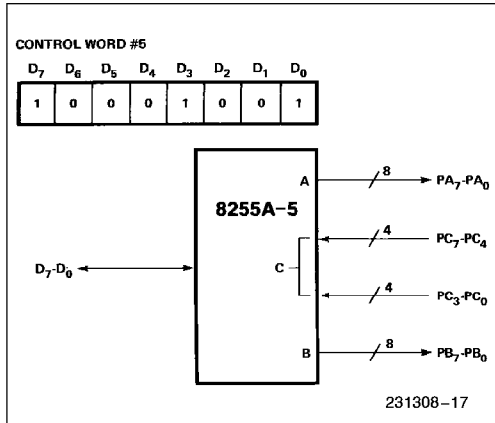 CONTROL WORD #5
D7 D6 D5 D4 D3 D2 D1 D0
1 0 0 0 1 0 0 1
A
8
PA7-PA0
8255A-5
4
PC7-PC4
D7-D0
C
4
PC3-PC0
B
8
PB7-PB0
231308-17